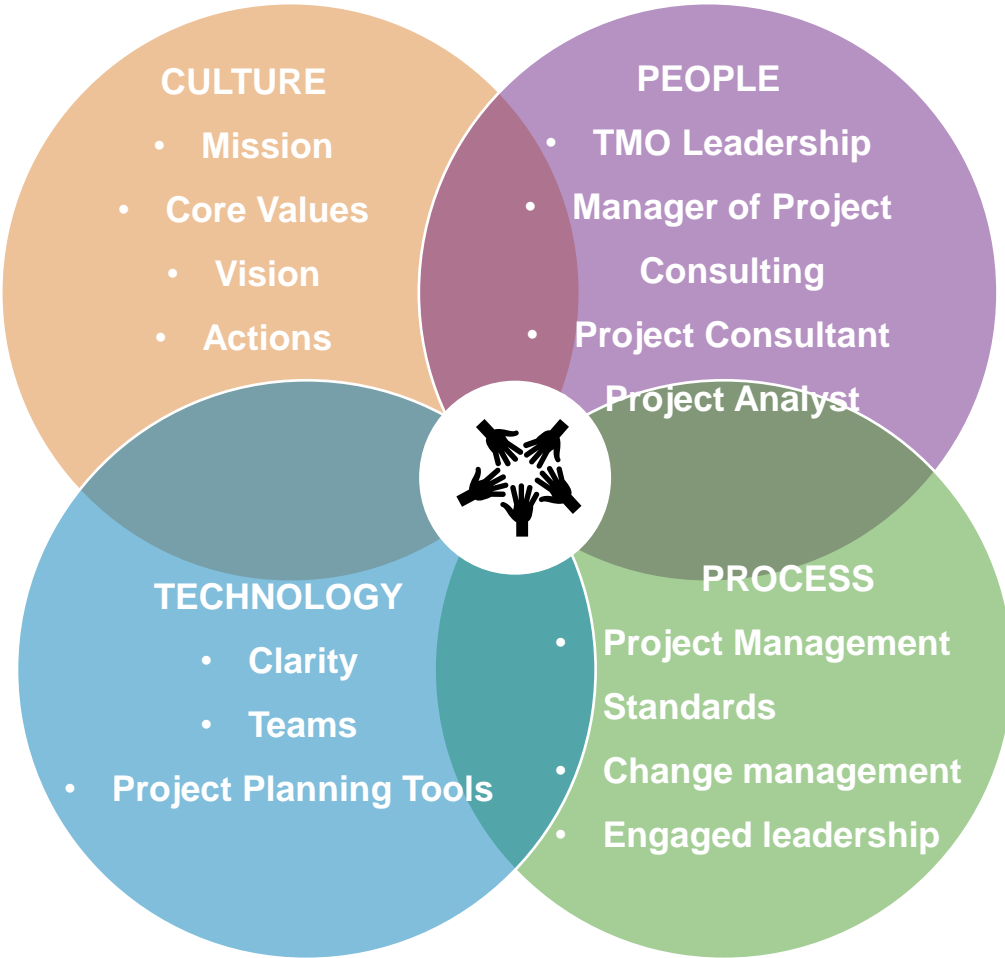 CULTURE
• Mission
• Core Values
• Vision
• Actions
PEOPLE
• TMO Leadership
• Manager of Project
Consulting
• Project Consultant
Project Analyst
TECHNOLOGY
• Clarity
• Teams
• Project Planning Tools
PROCESS
• Project Management
Standards
• Change management
• Engaged leadership